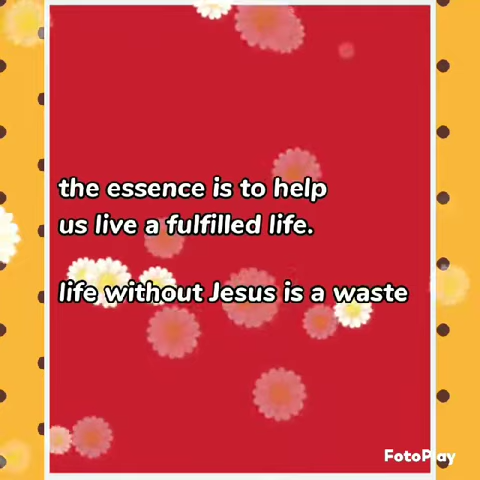 the essence is to help
us live a fulfilled life.
life without Jesus is a waste
FotoPlay